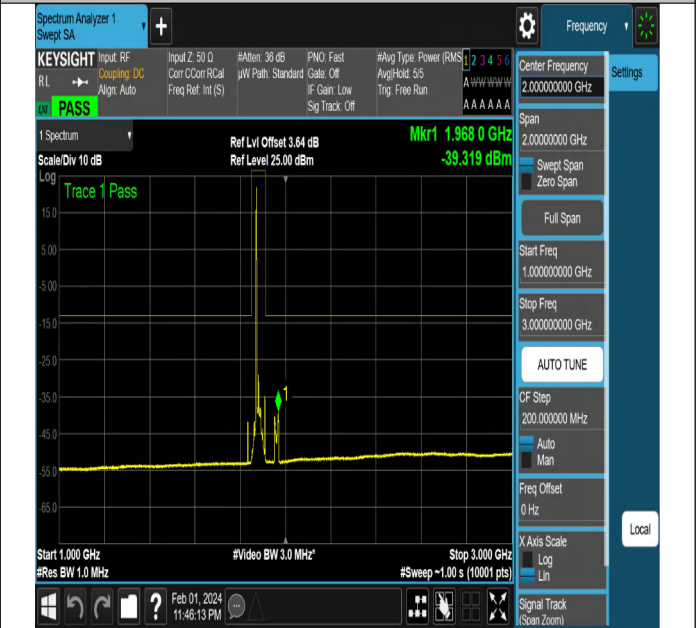 Spectrum Analyzer 1
Swept SA
+
Frequency
KEYSIGHT
RL
PASS
Input: RF
Coupling: DC
Align: Auto
Input Z: 50 Ω
Corr CCorr RCal
Freq Ref: Int (S)
#Atten: 36 dB
µW Path: Standard
PNO: Fast
Gate: Off
IF Gain: Low
Sig Track: Off
#Avg Type: Power (RMS
Avg|Hold: 5/5
Trig: Free Run
1 2 3 4 5 6
A W W W W W
A A A A A A
Center Frequency
2.000000000 GHz
Settings
1 Spectrum
Scale/Div 10 dB
Ref Lvl Offset 3.64 dB
Ref Level 25.00 dBm
Mkr1 1.968 0 GHz
-39.319 dBm
Span
2.00000000 GHz
Swept Span
Zero Span
Full Span
Start Freq
1.000000000 GHz
Stop Freq
3.000000000 GHz
AUTO TUNE
CF Step
200.000000 MHz
Auto
Man
Freq Offset
0 Hz
X Axis Scale
Log
Lin
Signal Track
(Span Zoom)
Local
Log
Trace 1 Pass
15.0
5.00
-5.00
-15.0
-25.0
-35.0
-45.0
-55.0
-65.0
1
Start 1.000 GHz
#Res BW 1.0 MHz
#Video BW 3.0 MHz*
Stop 3.000 GHz
#Sweep ~1.00 s (10001 pts)
?
Feb 01, 2024
11:46:13 PM